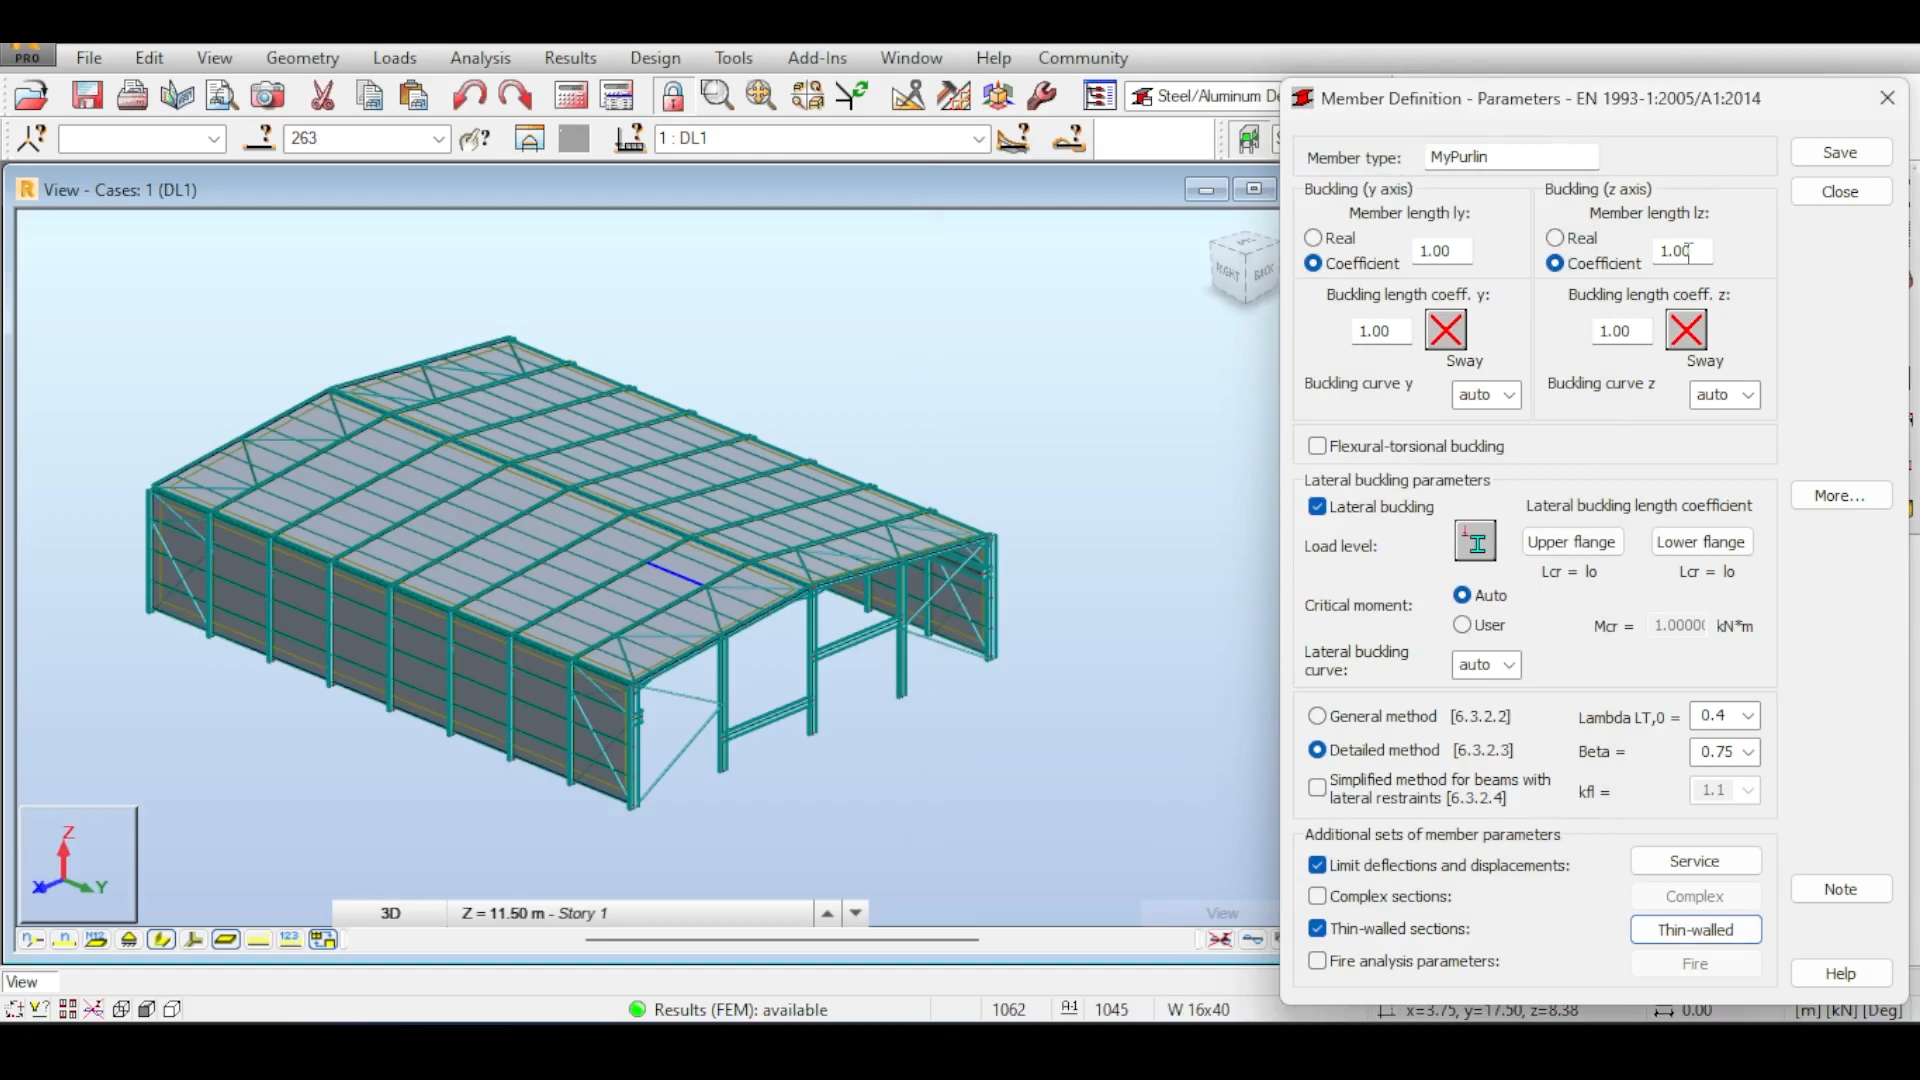 PRO
File Edit View Geometry Loads Analysis Results Design Tools Add-Ins Window Help Community
Steel/Aluminum De
263
1 : DL1
View - Cases: 1 (DL1)
RIGHT
BACK
Z
X
Y
3D
Z = 11.50 m - Story 1
View
View
Results (FEM): available
1062
1045
W 16x40
x=3.75, y=17.50, z=8.38
0.00
[m] [kN] [Deg]
Member Definition - Parameters - EN 1993-1:2005/A1:2014
Member type: MyPurlin
Save
Close
Buckling (y axis)
Member length ly:
Real
Coefficient
1.00
Buckling length coeff. y:
1.00
Sway
Buckling curve y
auto
Buckling (z axis)
Member length lz:
Real
Coefficient
1.00
Buckling length coeff. z:
1.00
Sway
Buckling curve z
auto
Flexural-torsional buckling
Lateral buckling parameters
Lateral buckling
Lateral buckling length coefficient
Load level:
Upper flange
Lower flange
Lcr = lo
Lcr = lo
Critical moment:
Auto
User
Mcr = 1.0000 kN*m
Lateral buckling
curve:
auto
More...
General method [6.3.2.2]
Lambda LT,0 = 0.4
Detailed method [6.3.2.3]
Beta = 0.75
Simplified method for beams with
lateral restraints [6.3.2.4]
kfl = 1.1
Additional sets of member parameters
Limit deflections and displacements:
Service
Complex sections:
Complex
Thin-walled sections:
Thin-walled
Fire analysis parameters:
Fire
Note
Help